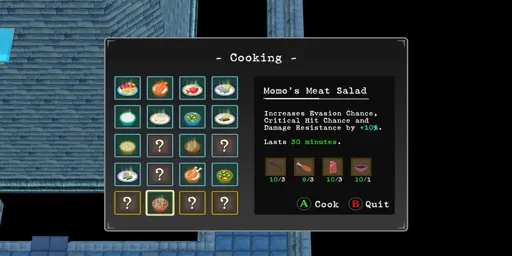 - Cooking -
Momo's Meat Salad
Increases Evasion Chance,
Critical Hit Chance and
Damage Resistance by +10%.
Lasts 30 minutes.
? ?
?
? ? ?
10/3 9/3 10/3 10/1
A Cook B Quit